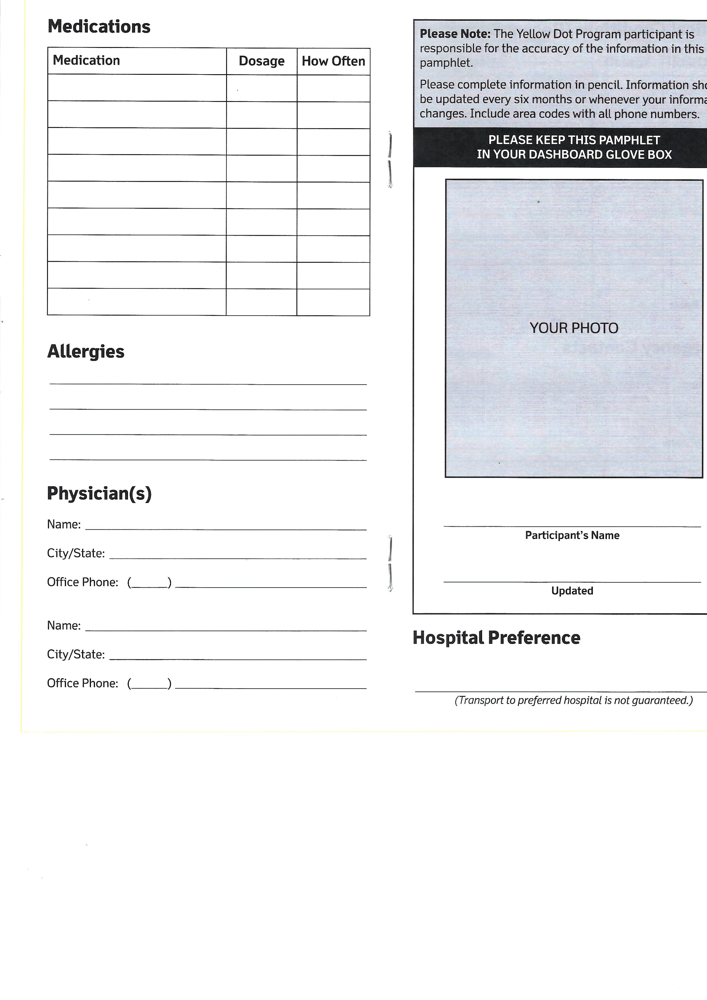 Medications
Medication Dosage How Often
Allergies
Physician(s)
Name:
City/State:
Office Phone: (_____)
Name:
City/State:
Office Phone: (_____)
Please Note: The Yellow Dot Program participant is
responsible for the accuracy of the information in this
pamphlet.
Please complete information in pencil. Information
be updated every six months or whenever your
changes. Include area codes with all phone numbers.
PLEASE KEEP THIS PAMPHLET
IN YOUR DASHBOARD GLOVE BOX
YOUR PHOTO
Participant's Name
Updated
Hospital Preference
(Transport to preferred hospital is not guaranteed.)